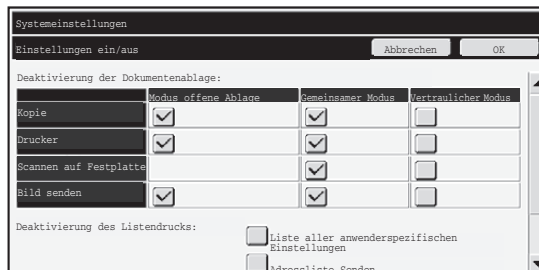 Systemeinstellungen
Einstellungen ein/aus Abbrechen OK
Deaktivierung der Dokumentenablage:
Modus offene Ablage Gemeinsamer Modus Vertraulicher Modus
Kopie
Drucker
Scannen auf Festplatte
Bild senden
Deaktivierung des Listendrucks:
Liste aller anwenderspezifischen
Einstellungen
Adressliste Senden